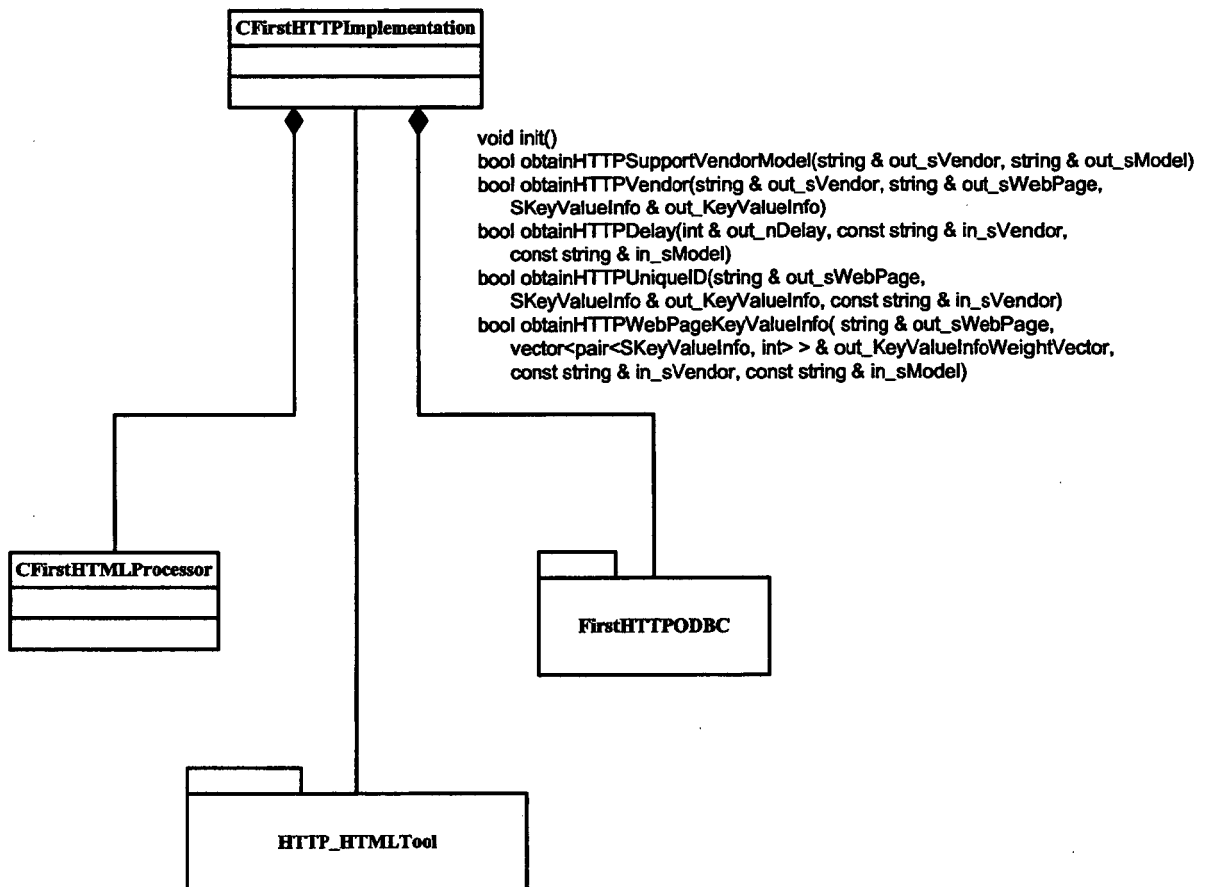 CFirstHTTPImplementation
void init()
bool obtainHTTPSupportVendorModel(string & out_sVendor, string & out_sModel)
bool obtainHTTPVendor(string & out_sVendor, string & out_sWebPage,
SKeyValueInfo & out_KeyValueInfo)
bool obtainHTTPDelay(int & out_nDelay, const string & in_sVendor,
const string & in_sModel)
bool obtainHTTPUniqueID(string & out_sWebPage,
SKeyValueInfo & out_KeyValueInfo, const string & in_sVendor)
bool obtainHTTPWebPageKeyValueInfo( string & out_sWebPage,
vector<pair<SKeyValueInfo, int> > & out_KeyValueInfoWeightVector,
const string & in_sVendor, const string & in_sModel)
CFirstHTMLProcessor
FirstHTTPODBC
HTTP_HTMLTool